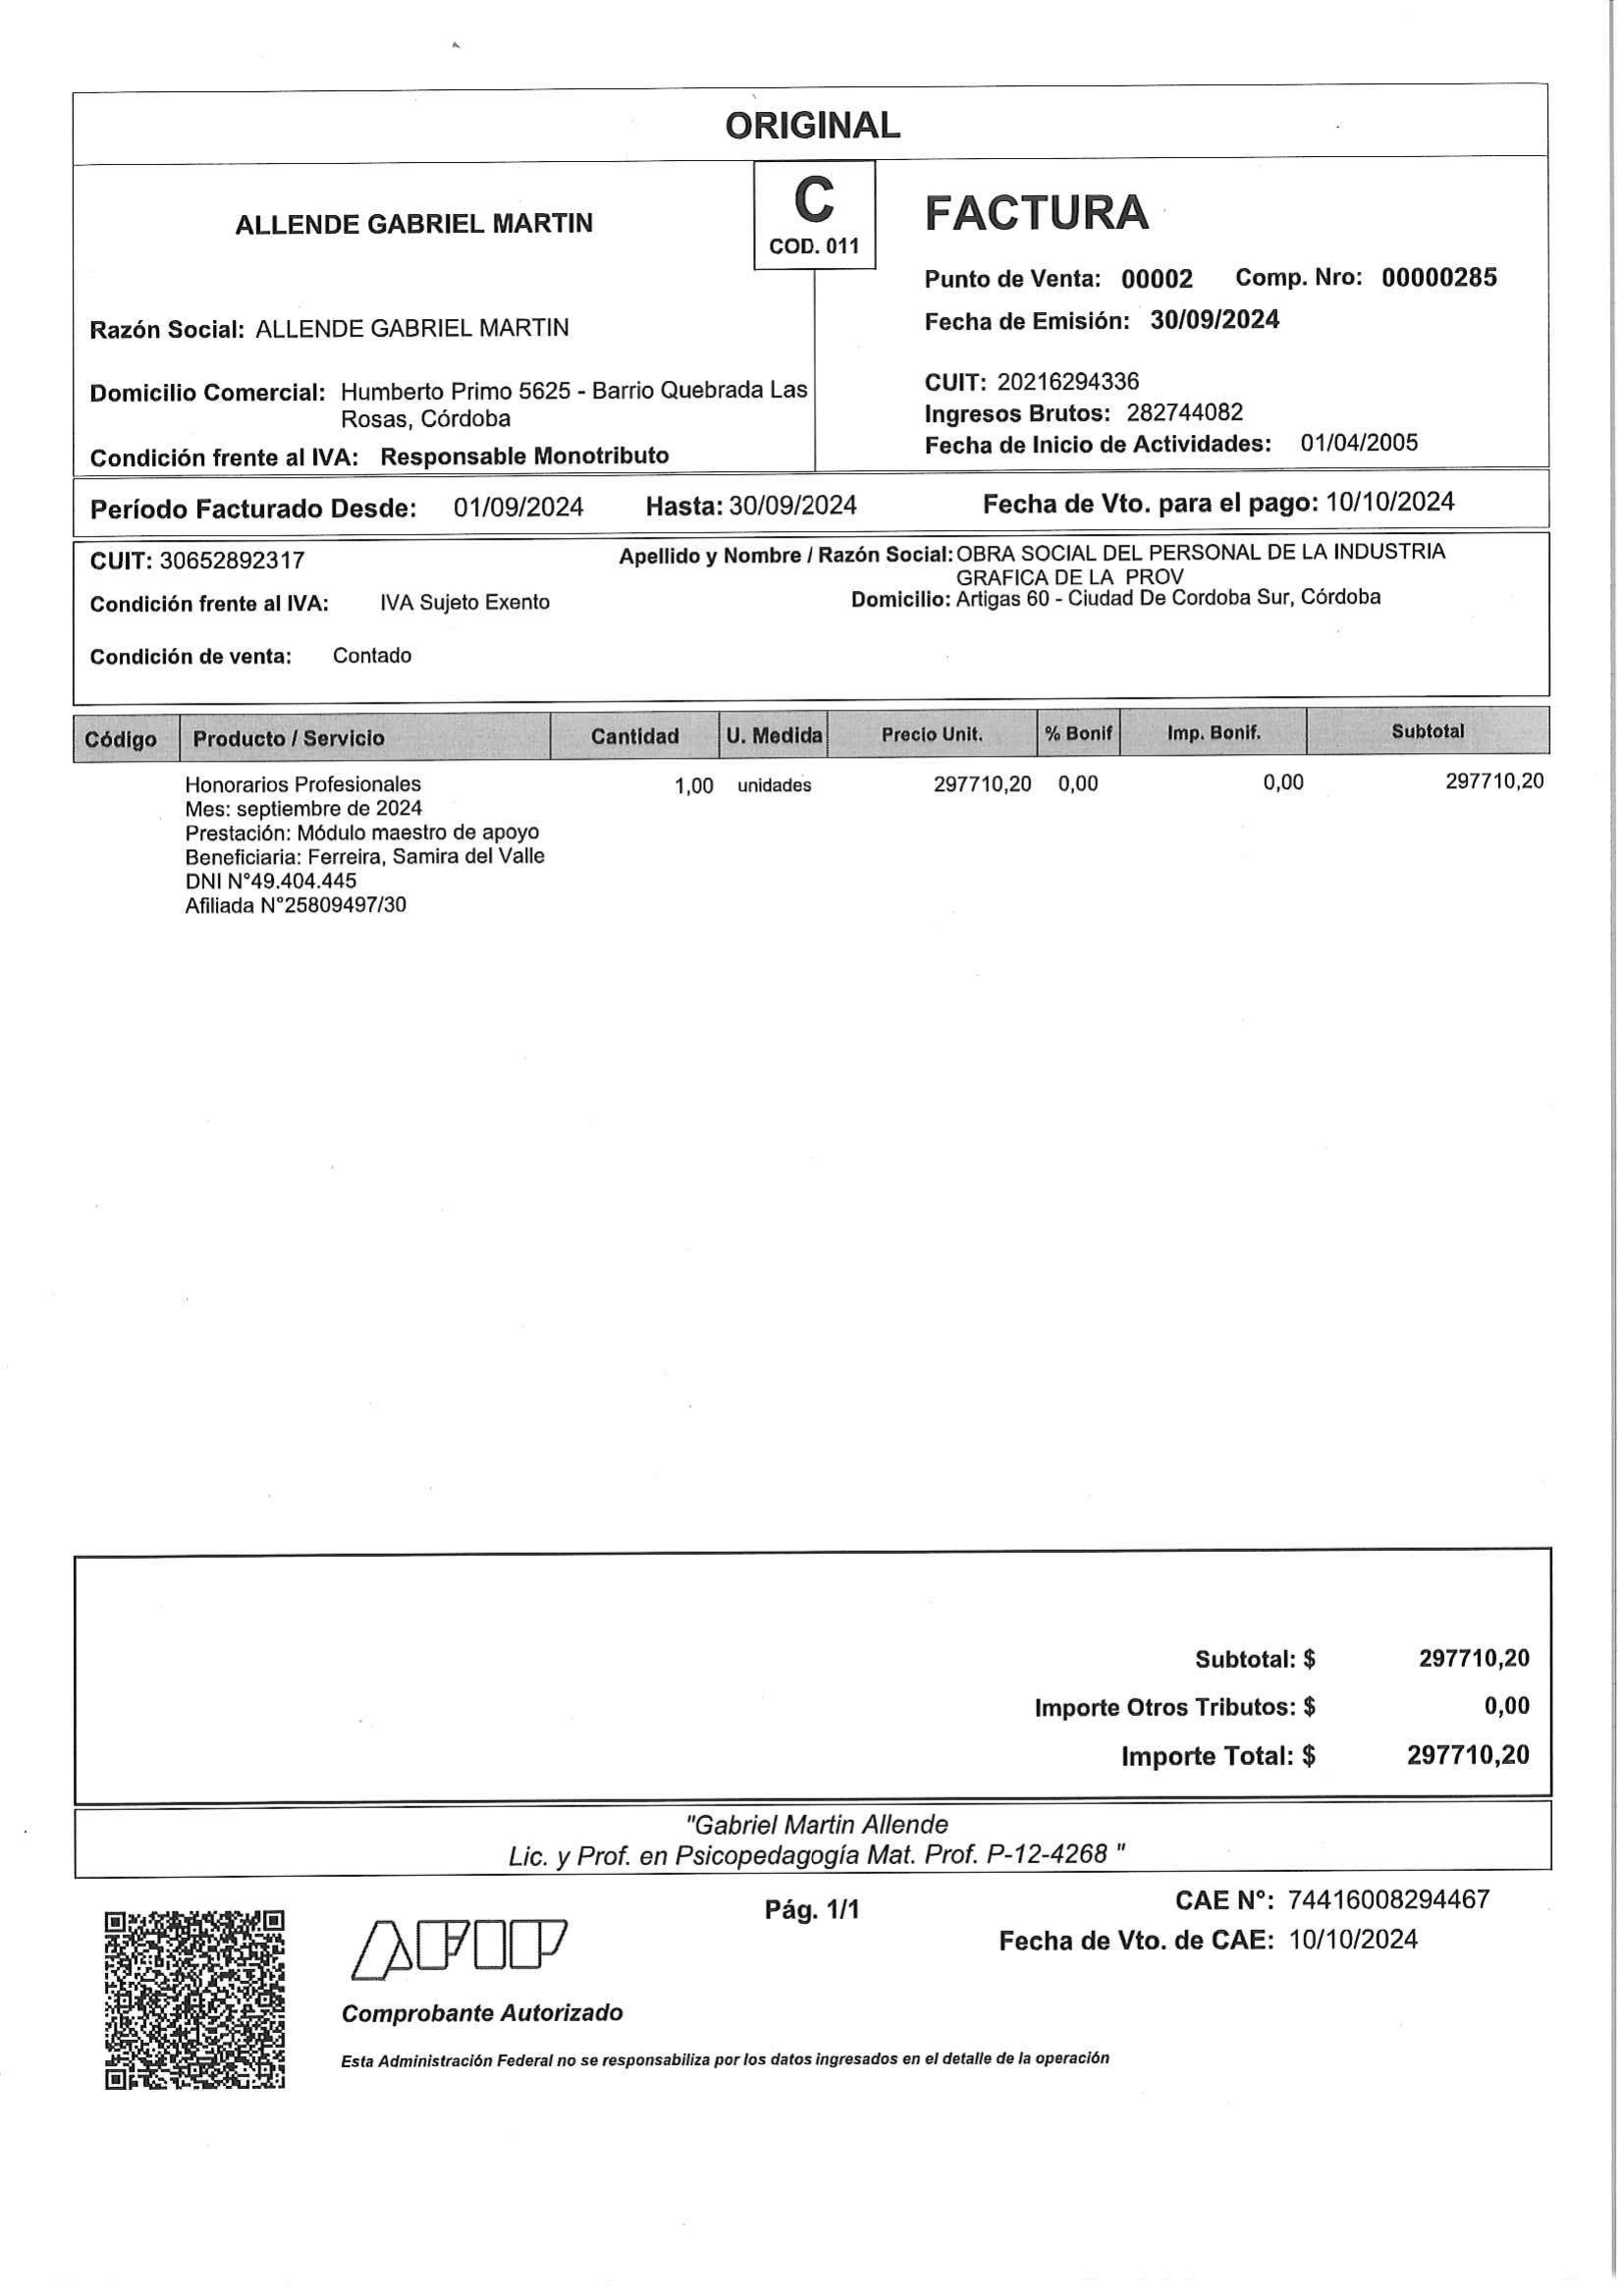 ORIGINAL
ALLENDE GABRIEL MARTIN
C
COD. 011
FACTURA
Punto de Venta: 00002 Comp. Nro: 00000285
Fecha de Emisión: 30/09/2024
Razón Social: ALLENDE GABRIEL MARTIN
Domicilio Comercial: Humberto Primo 5625 - Barrio Quebrada Las
Rosas, Córdoba
Condición frente al IVA: Responsable Monotributo
CUIT: 20216294336
Ingresos Brutos: 282744082
Fecha de Inicio de Actividades: 01/04/2005
Período Facturado Desde: 01/09/2024 Hasta: 30/09/2024 Fecha de Vto. para el pago: 10/10/2024
CUIT: 30652892317
Apellido y Nombre / Razón Social: OBRA SOCIAL DEL PERSONAL DE LA INDUSTRIA
GRAFICA DE LA PROV
Condición frente al IVA: IVA Sujeto Exento
Domicilio: Artigas 60 - Ciudad De Cordoba Sur, Córdoba
Condición de venta: Contado
Código Producto / Servicio Cantidad U. Medida Precio Unit. % Bonif Imp. Bonif. Subtotal
Honorarios Profesionales 1,00 unidades 297710,20 0,00 0,00 297710,20
Mes: septiembre de 2024
Prestación: Módulo maestro de apoyo
Beneficiaria: Ferreira, Samira del Valle
DNI N°49.404.445
Afiliada N°25809497/30
Subtotal: $ 297710,20
Importe Otros Tributos: $ 0,00
Importe Total: $ 297710,20
"Gabriel Martin Allende
Lic. y Prof. en Psicopedagogía Mat. Prof. P-12-4268 "
Pág. 1/1
CAE N°: 74416008294467
Fecha de Vto. de CAE: 10/10/2024
AFIP
Comprobante Autorizado
Esta Administración Federal no se responsabiliza por los datos ingresados en el detalle de la operación